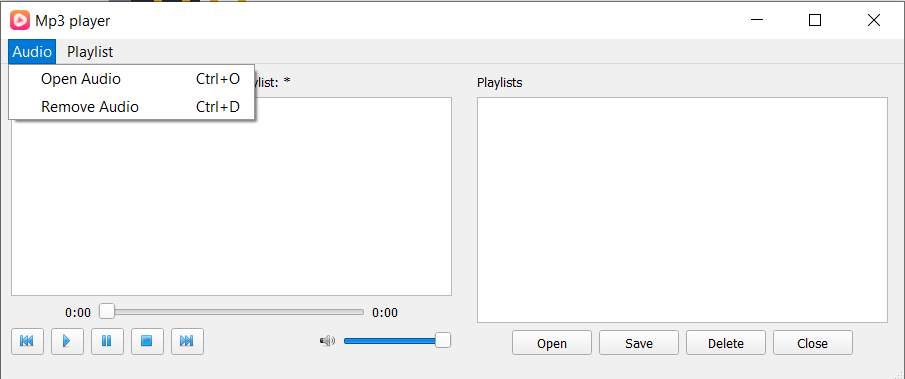 Mp3 player
Audio Playlist
Open Audio Ctrl+O
Remove Audio Ctrl+D
list: *
Playlists
0:00 0:00
Open Save Delete Close